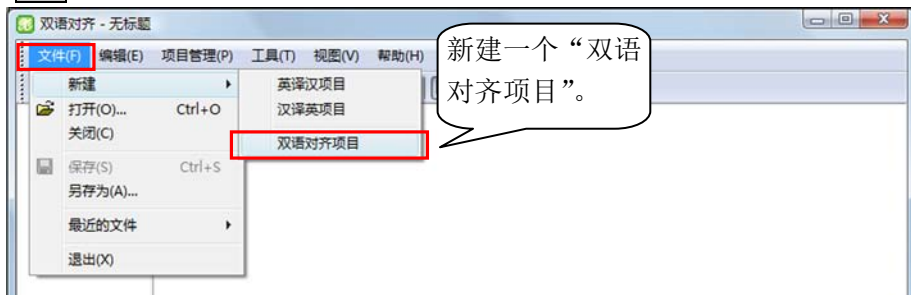 双语对齐 - 无标题
文件(F) 编辑(E) 项目管理(P) 工具(T) 视图(V) 帮助(H)
新建
打开(O)... Ctrl+O
关闭(C)
保存(S) Ctrl+S
另存为(A)...
最近的文件
退出(X)
英译汉项目
汉译英项目
双语对齐项目
新建一个“双语
对齐项目”。